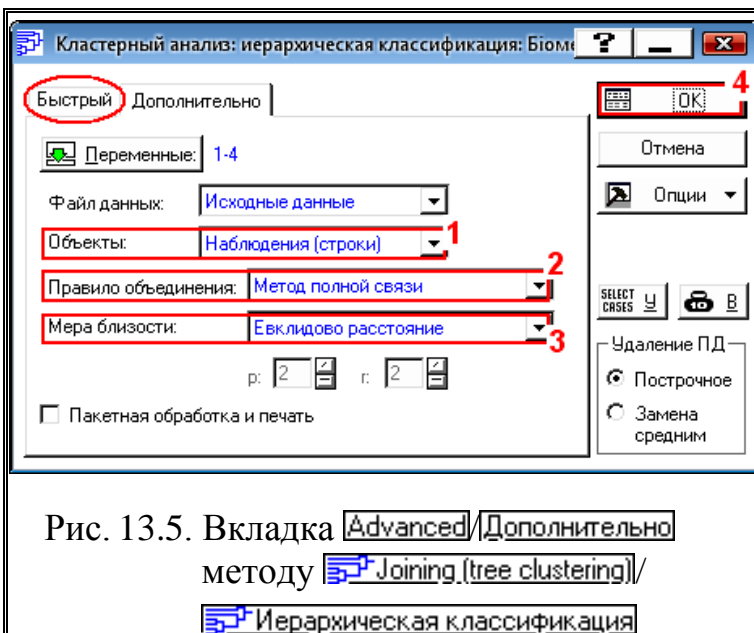 Кластерный анализ: иерархическая классификация: Біоме
?
Быстрый Дополнительно
4
OK
Переменные: 1-4
Отмена
Файл данных: Исходные данные
Опции
Объекты: Наблюдения (строки) 1
Правило объединения: Метод полной связи 2
SELECT CASES У
10 В
Мера близости: Евклидово расстояние 3
Удаление ПД
p: 2 r: 2
Построчное
Пакетная обработка и печать
Замена
средним
Рис. 13.5. Вкладка Advanced/Дополнительно
методу Joining (tree clustering)/
Иерархическая классификация